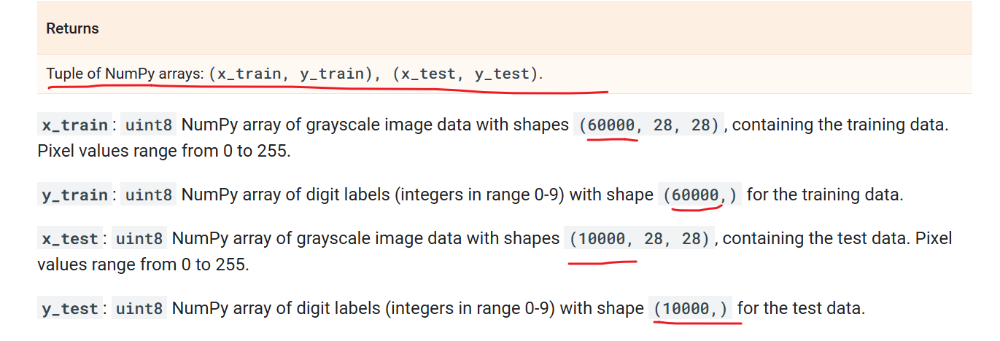 Returns
Tuple of NumPy arrays: (x_train, y_train), (x_test, y_test).
x_train: uint8 NumPy array of grayscale image data with shapes (60000, 28, 28), containing the training data.
Pixel values range from 0 to 255.
y_train: uint8 NumPy array of digit labels (integers in range 0-9) with shape (60000,) for the training data.
x_test: uint8 NumPy array of grayscale image data with shapes (10000, 28, 28), containing the test data. Pixel
values range from 0 to 255.
y_test: uint8 NumPy array of digit labels (integers in range 0-9) with shape (10000,) for the test data.